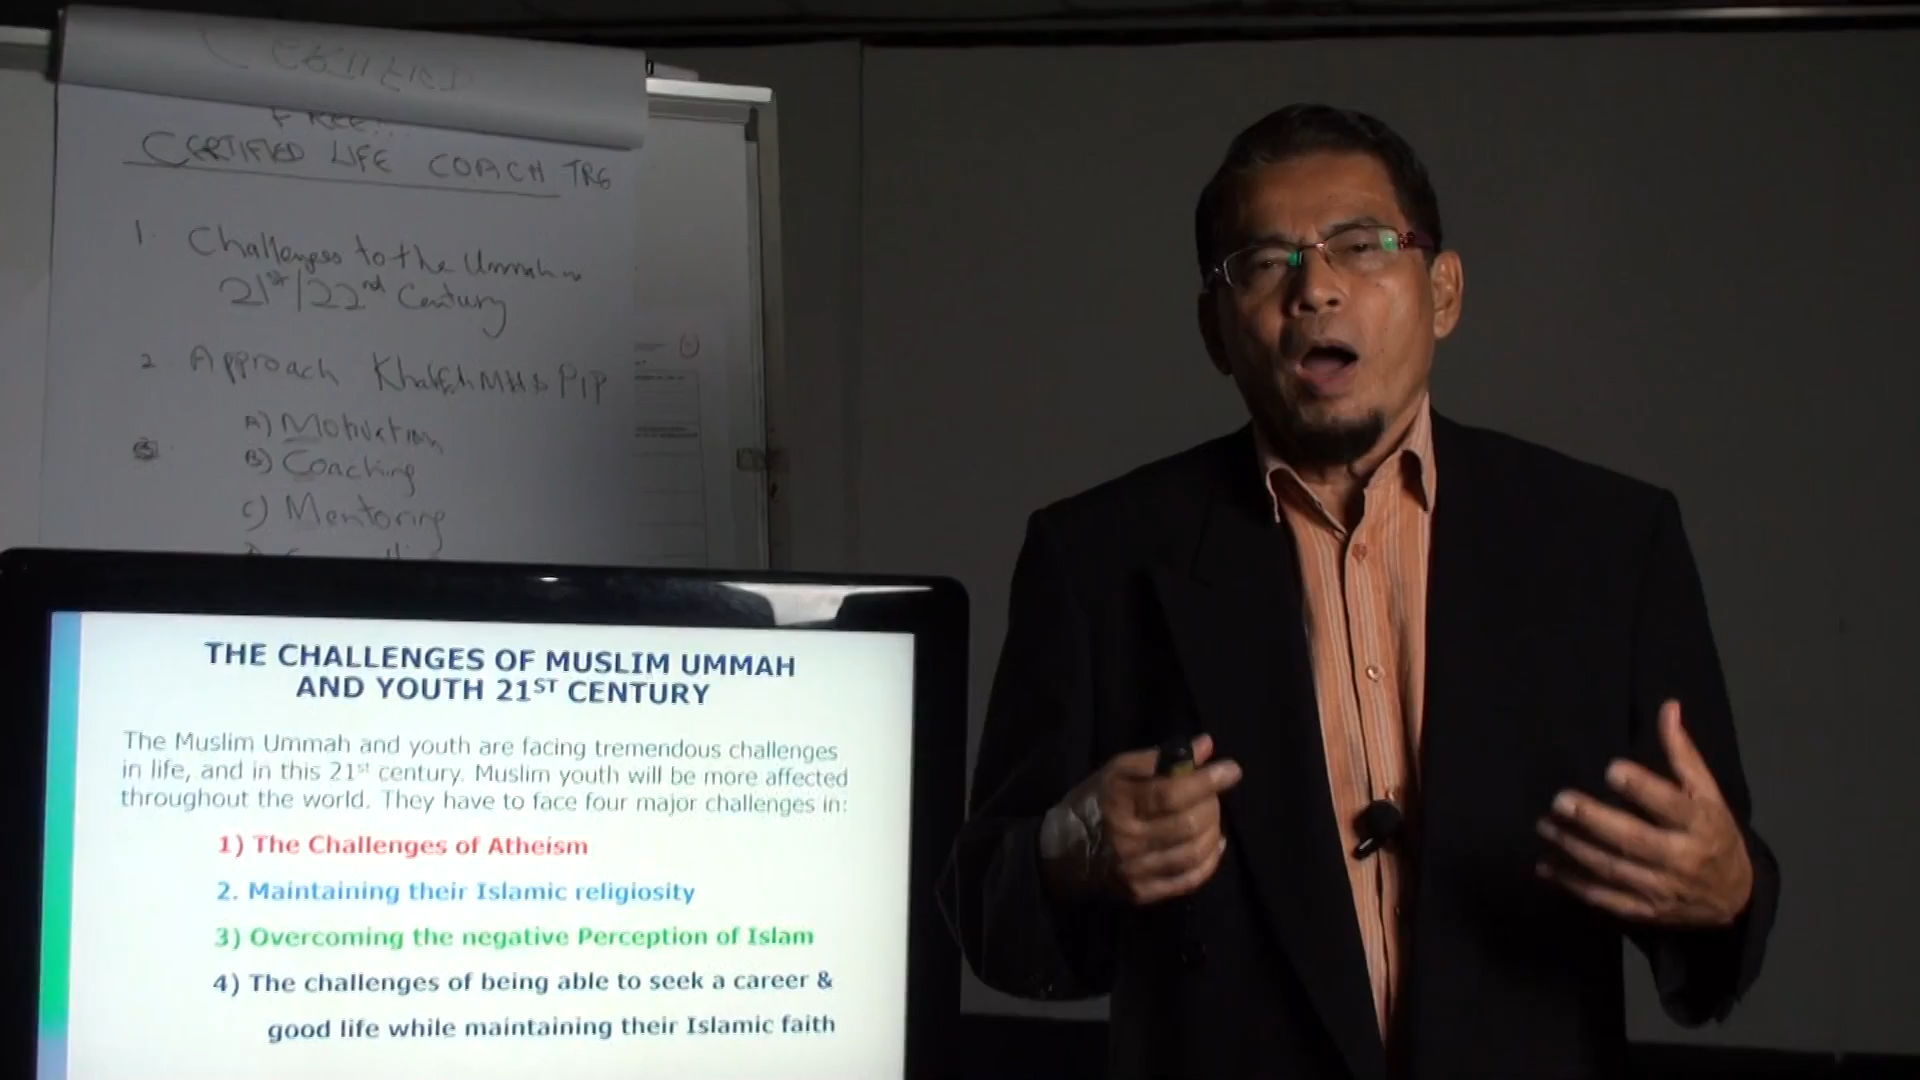 CERTIFIED
FREE...
CERTIFIED LIFE COACH TRG
1. Challenges to the Ummah
21st/22nd Century
2 Approach Khalifah PIP
A) Motivation
B) Coaching
C) Mentoring
THE CHALLENGES OF MUSLIM UMMAH
AND YOUTH 21ST CENTURY
The Muslim Ummah and youth are facing tremendous challenges
in life, and in this 21st century. Muslim youth will be more affected
throughout the world. They have to face four major challenges in:
1) The Challenges of Atheism
2. Maintaining their Islamic religiosity
3) Overcoming the negative Perception of Islam
4) The challenges of being able to seek a career &
good life while maintaining their Islamic faith